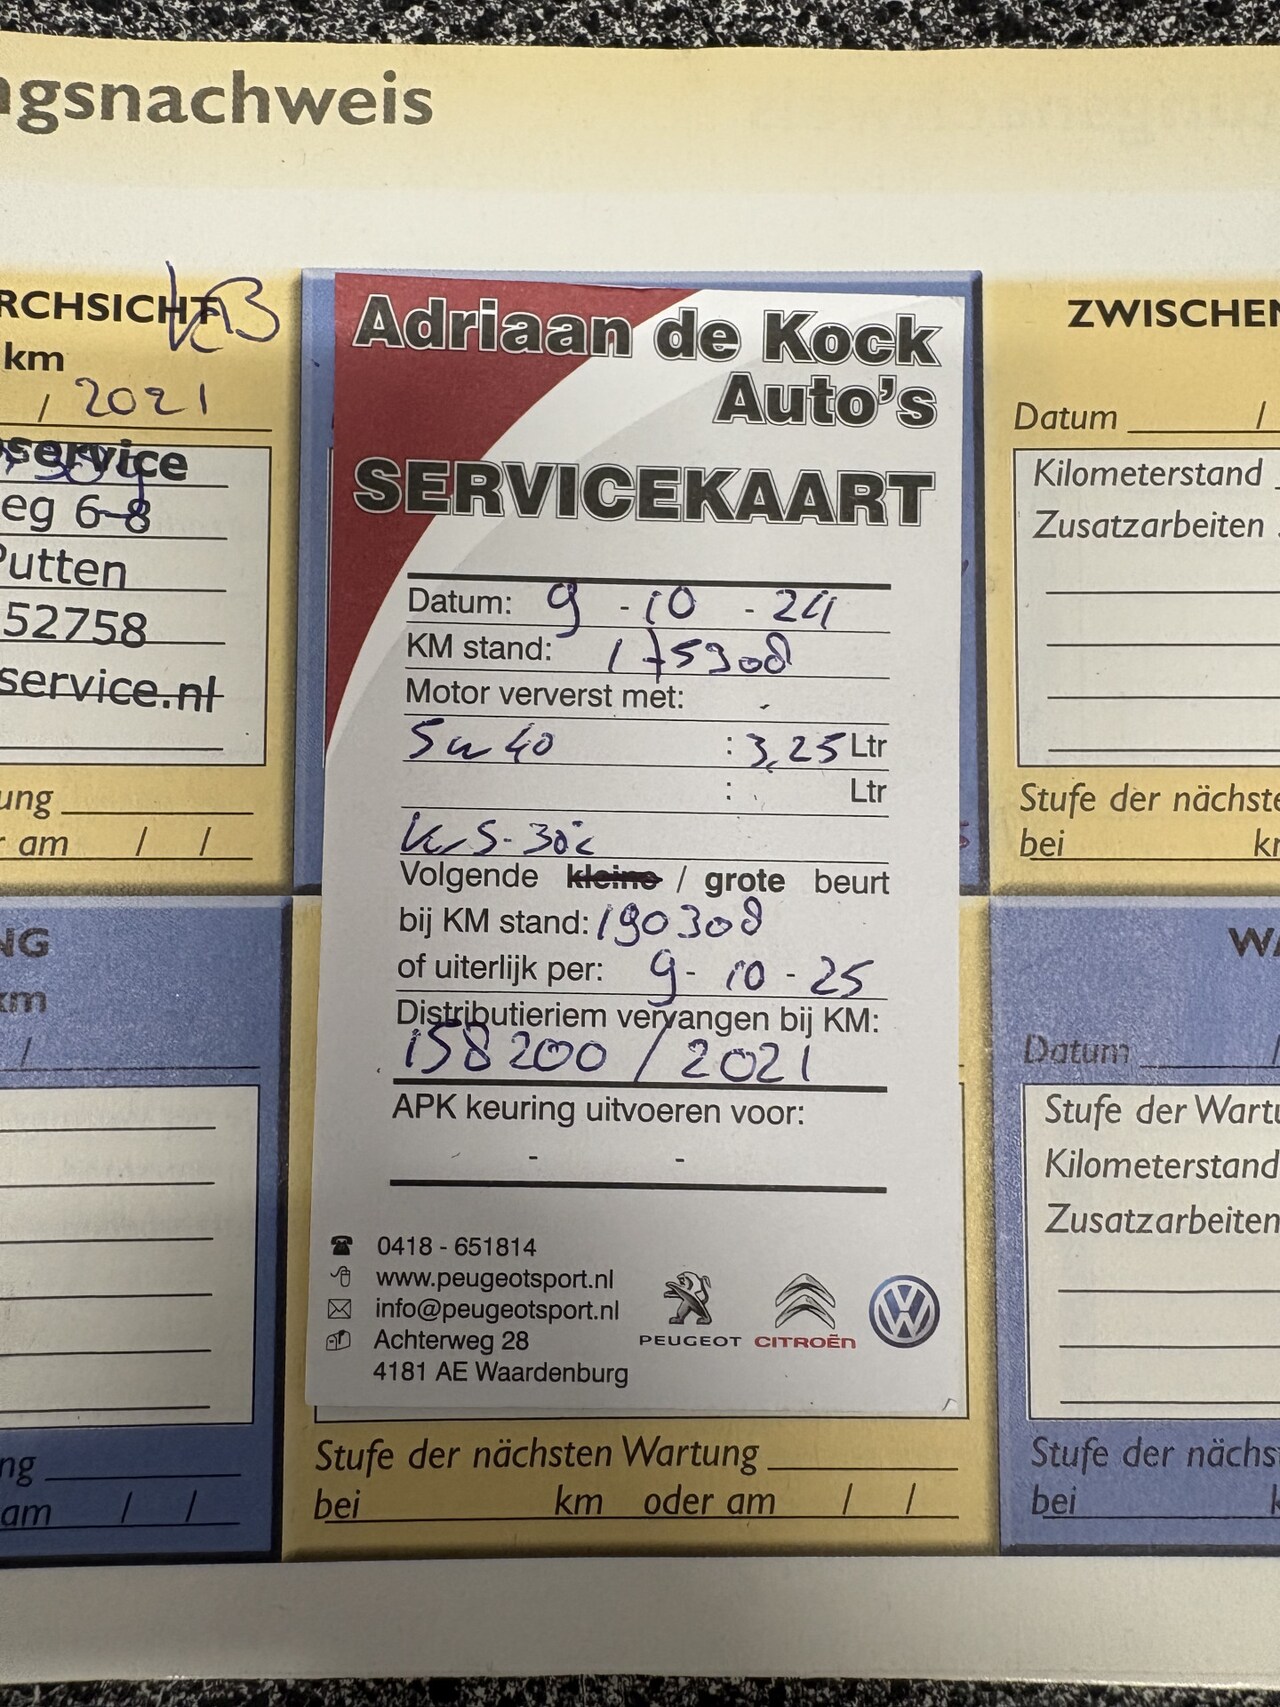 ngsnachweis
RCHSICHT
km
/ 2021
service
eg 6-8
Putten
52758
service.nl
ung
r am / /
Adriaan de Kock
Auto's
SERVICEKAART
Datum: 9 - 10 - 24
KM stand: 175908
Motor ververst met:
5w40 : 3,25 Ltr
: Ltr
Volgende kleine / grote beurt
bij KM stand: 190308
of uiterlijk per: 9 - 10 - 25
Distributieriem vervangen bij KM:
158200 / 2021
APK keuring uitvoeren voor:
- -
0418 - 651814
www.peugeotsport.nl
info@peugeotsport.nl
Achterweg 28
4181 AE Waardenburg
PEUGEOT CITROËN
ZWISCHEN
Datum /
Kilometerstand
Zusatzarbeiten
Stufe der nächste
bei km
NG
km
/
ng
am / /
Stufe der nächsten Wartung
bei km oder am / /
WA
Datum /
Stufe der Wartu
Kilometerstand
Zusatzarbeiten
Stufe der nächs
bei k